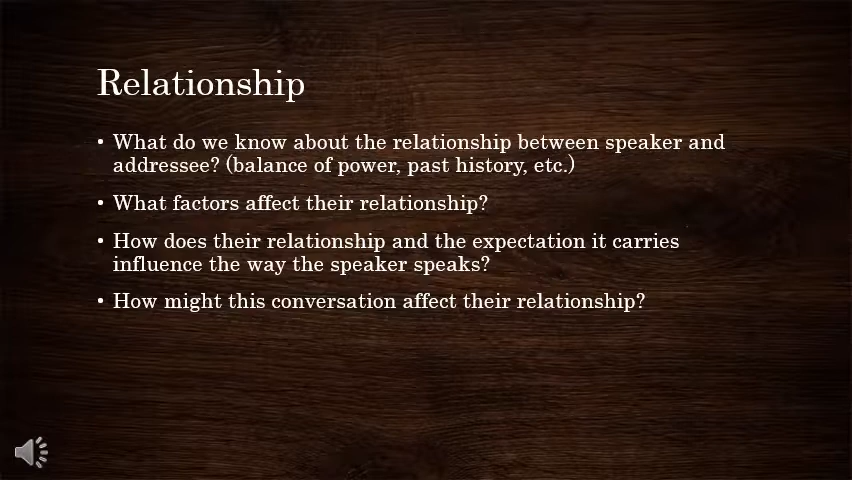 Relationship
• What do we know about the relationship between speaker and
addressee? (balance of power, past history, etc.)
• What factors affect their relationship?
• How does their relationship and the expectation it carries
influence the way the speaker speaks?
• How might this conversation affect their relationship?